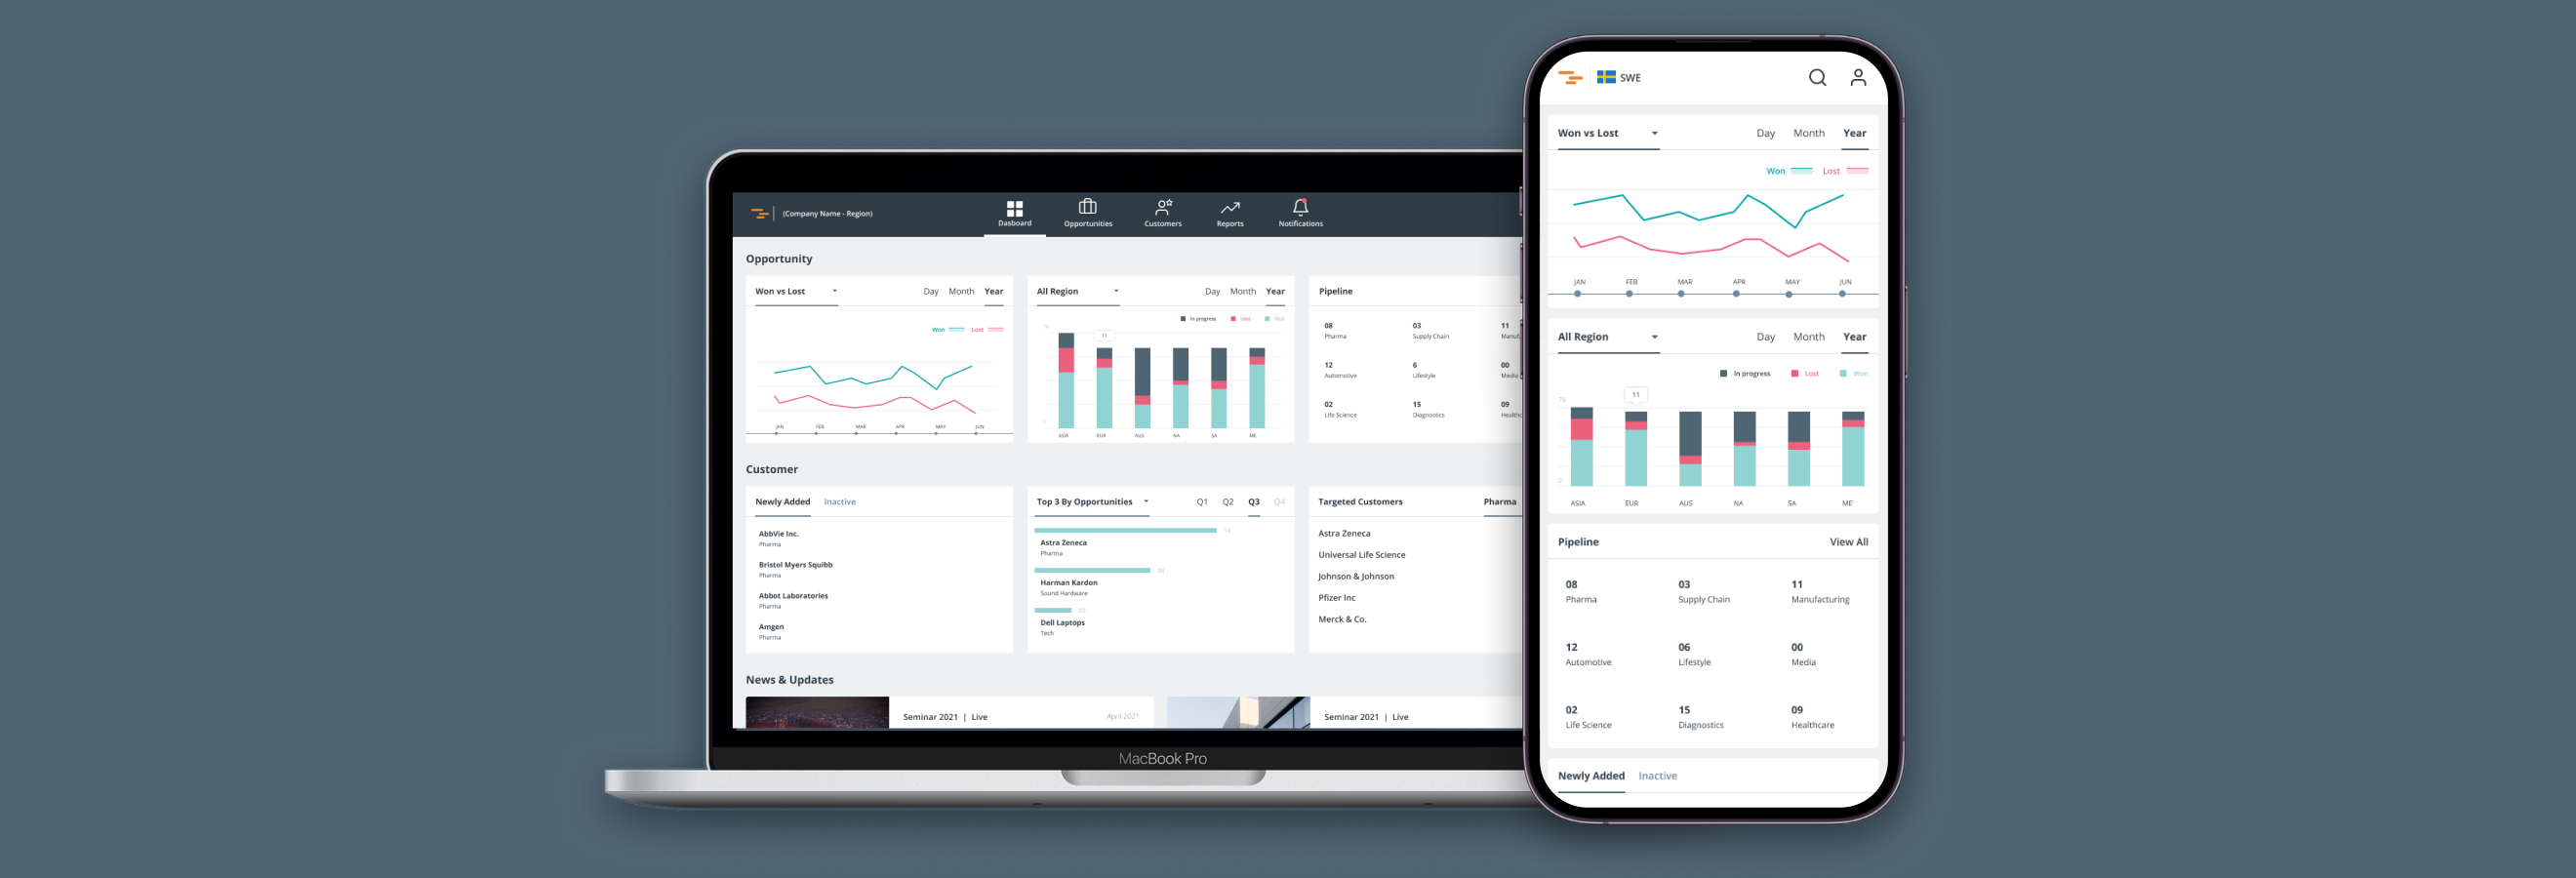 (Company Name - Region)
Dasboard
Opportunities
Customers
Reports
Notifications
Opportunity
Won vs Lost
Day Month Year
Won Lost
JAN FEB MAR APR MAY JUN
All Region
Day Month Year
In progress Lost Won
11
ASIA EUR AUS NA SA ME
Pipeline
08 03 11
Pharma Supply Chain
12 6 00
Automotive Lifestyle Media
02 15 09
Life Science Diagnostics
Customer
Newly Added Inactive
AbbVie Inc.
Pharma
Bristol Myers Squibb
Pharma
Abbot Laboratories
Pharma
Amgen
Pharma
Top 3 By Opportunities
Q1 Q2 Q3 Q4
Astra Zeneca
Pharma
Harman Kardon
Sound Hardware
Dell Laptops
Tech
Targeted Customers Pharma
Astra Zeneca
Universal Life Science
Johnson & Johnson
Pfizer Inc
Merck & Co.
News & Updates
Seminar 2021 | Live April 2021
Seminar 2021 | Live
MacBook Pro
SWE
Won vs Lost Day Month Year
Won Lost
JAN FEB MAR APR MAY JUN
All Region Day Month Year
In progress Lost Won
11
70
0
ASIA EUR AUS NA SA ME
Pipeline View All
08 03 11
Pharma Supply Chain Manufacturing
12 06 00
Automotive Lifestyle Media
02 15 09
Life Science Diagnostics Healthcare
Newly Added Inactive